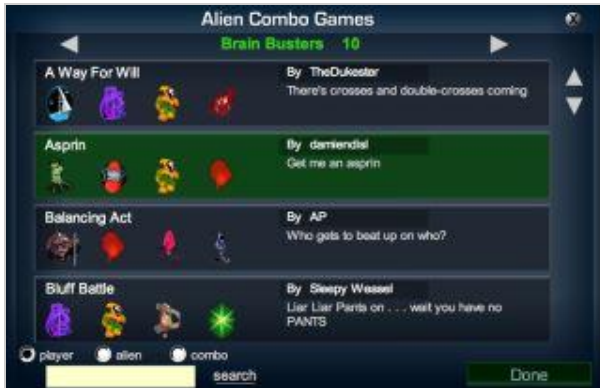 Alien Combo Games
Brain Busters 10
A Way For Will
By TheDukester
There's crosses and double-crosses coming
Asprin
By damiendisl
Get me an asprin
Balancing Act
By AP
Who gets to beat up on who?
Bluff Battle
By Sleepy Weasel
Liar Liar Pants on . . . wait you have no
PANTS
player alien combo
search
Done